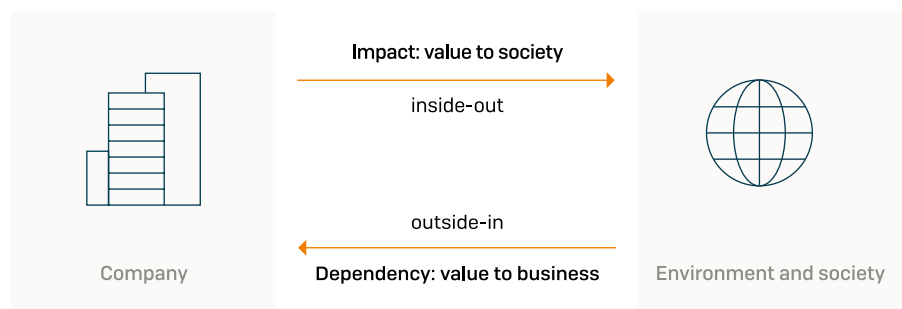 Impact: value to society
inside-out
outside-in
Dependency: value to business
Company
Environment and society